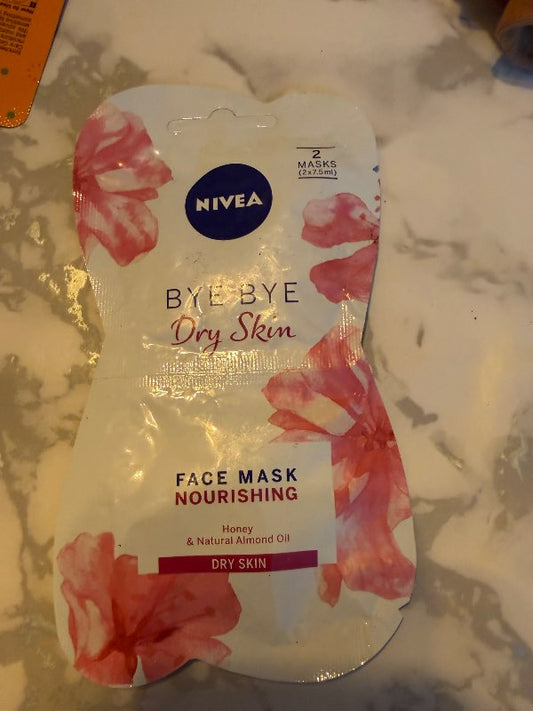 2
MASKS
(2x7.5ml)
NIVEA
BYE BYE
Dry Skin
FACE MASK
NOURISHING
Honey
& Natural Almond Oil
DRY SKIN